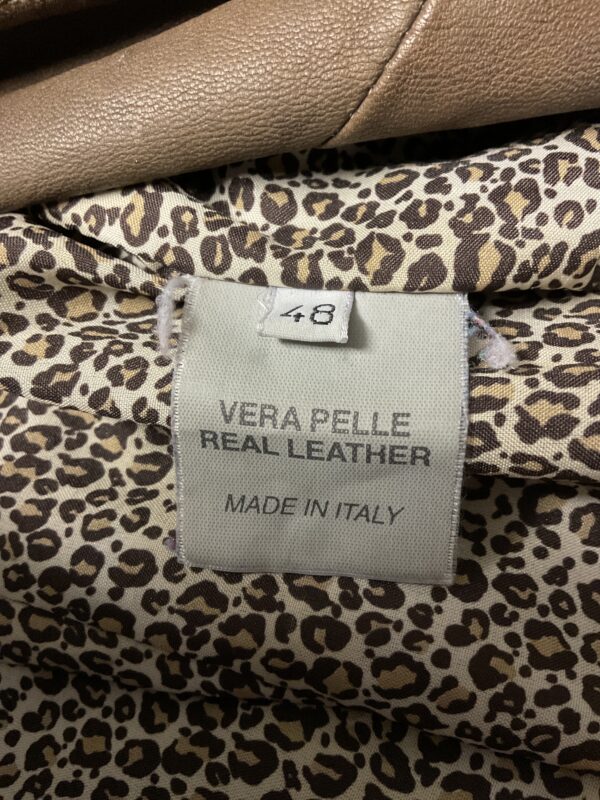 48
VERA PELLE
REAL LEATHER
MADE IN ITALY